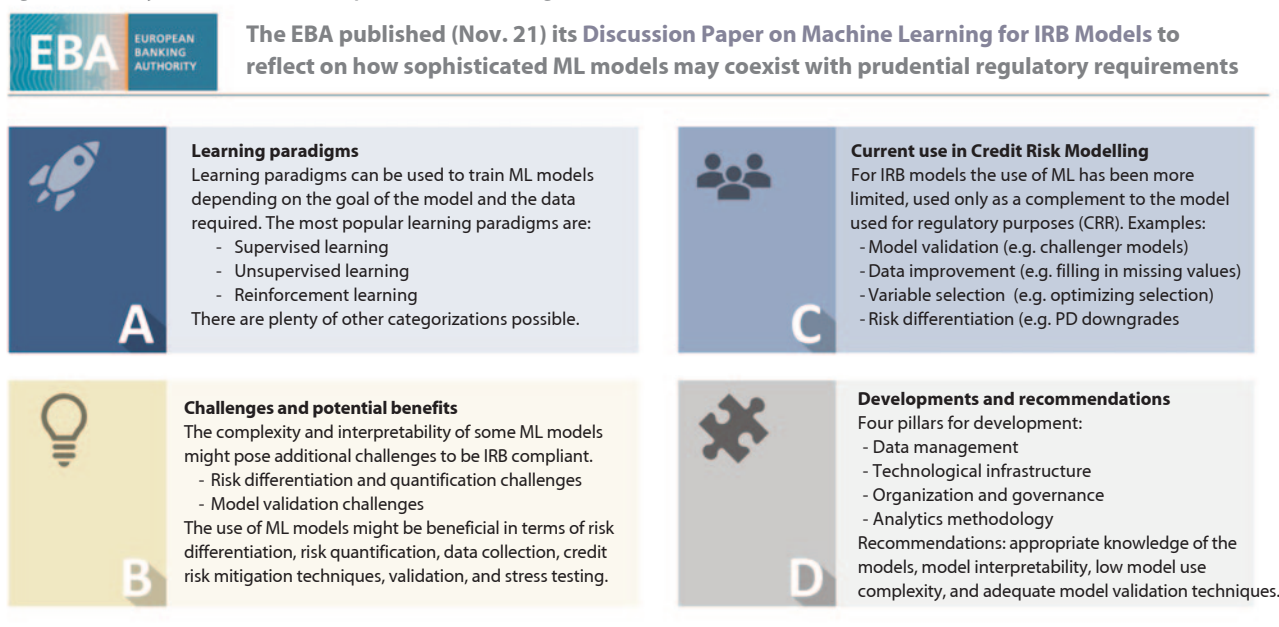 EBA
EUROPEAN
BANKING
AUTHORITY
The EBA published (Nov. 21) its Discussion Paper on Machine Learning for IRB Models to
reflect on how sophisticated ML models may coexist with prudential regulatory requirements
A
Learning paradigms
Learning paradigms can be used to train ML models
depending on the goal of the model and the data
required. The most popular learning paradigms are:
- Supervised learning
- Unsupervised learning
- Reinforcement learning
There are plenty of other categorizations possible.
B
Challenges and potential benefits
The complexity and interpretability of some ML models
might pose additional challenges to be IRB compliant.
- Risk differentiation and quantification challenges
- Model validation challenges
The use of ML models might be beneficial in terms of risk
differentiation, risk quantification, data collection, credit
risk mitigation techniques, validation, and stress testing.
C
Current use in Credit Risk Modelling
For IRB models the use of ML has been more
limited, used only as a complement to the model
used for regulatory purposes (CRR). Examples:
- Model validation (e.g. challenger models)
- Data improvement (e.g. filling in missing values)
- Variable selection (e.g. optimizing selection)
- Risk differentiation (e.g. PD downgrades
D
Developments and recommendations
Four pillars for development:
- Data management
- Technological infrastructure
- Organization and governance
- Analytics methodology
Recommendations: appropriate knowledge of the
models, model interpretability, low model use
complexity, and adequate model validation techniques.